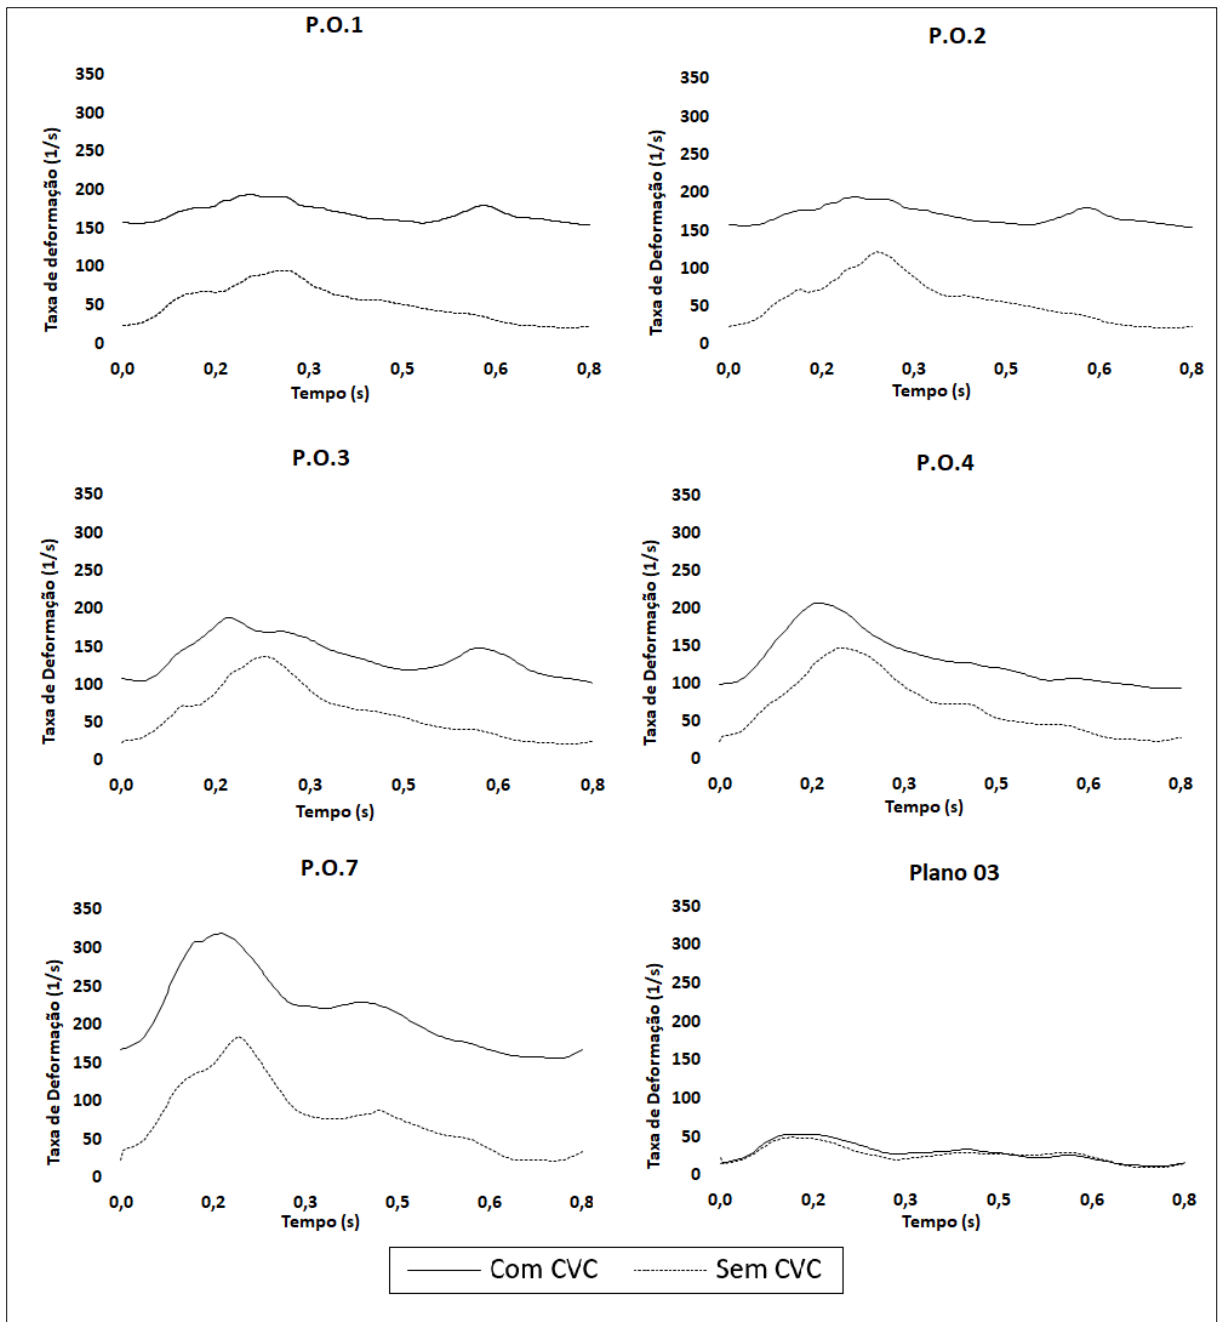 P.O.1
Taxa de deformação (1/s)
350
300
250
200
150
100
50
0
0,0 0,2 0,3 0,5 0,6 0,8
Tempo (s)
P.O.2
Taxa de Deformação (1/s)
350
300
250
200
150
100
50
0
0,0 0,2 0,3 0,5 0,6 0,8
Tempo (s)
P.O.3
Taxa de Deformação (1/s)
350
300
250
200
150
100
50
0
0,0 0,2 0,3 0,5 0,6 0,8
Tempo (s)
P.O.4
Taxa de Deformação (1/s)
350
300
250
200
150
100
50
0
0,0 0,2 0,3 0,5 0,6 0,8
Tempo (s)
P.O.7
Taxa de Deformação (1/s)
350
300
250
200
150
100
50
0
0,0 0,2 0,3 0,5 0,6 0,8
Tempo (s)
Plano 03
Taxa de Deformação (1/s)
350
300
250
200
150
100
50
0
0,0 0,2 0,3 0,5 0,6 0,8
Tempo (s)
Com CVC Sem CVC